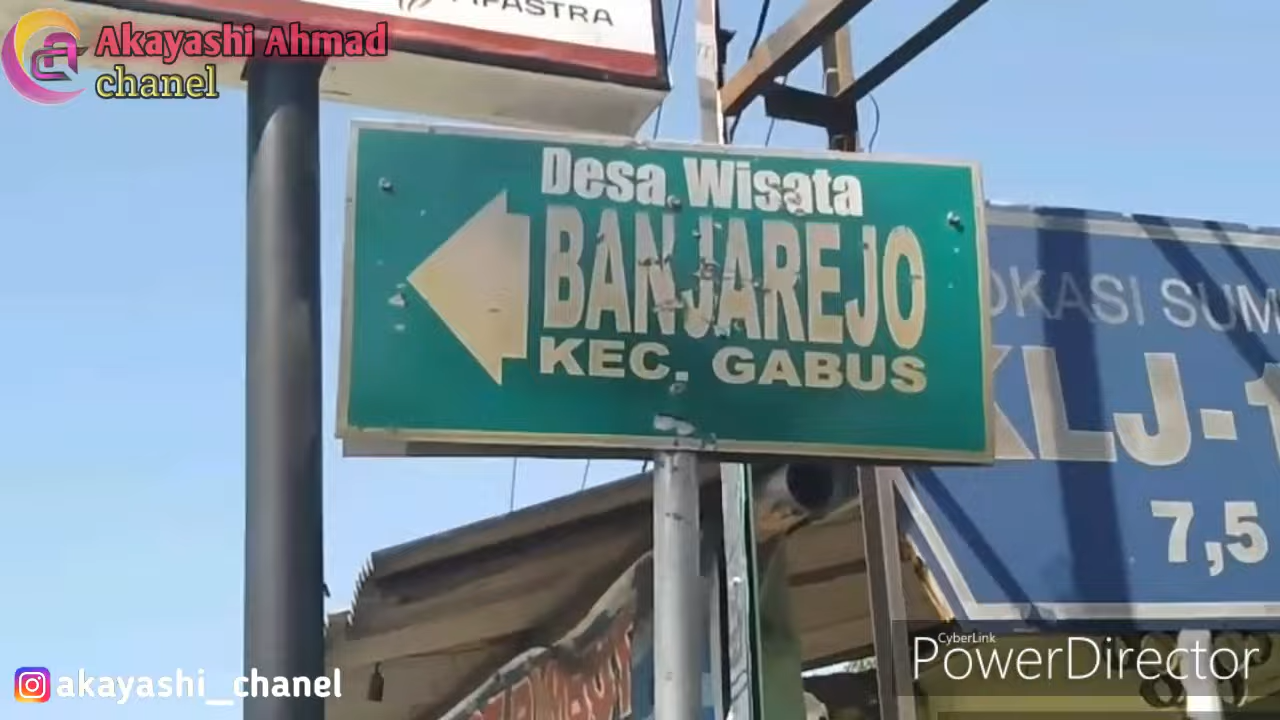 Akayashi Ahmad
chanel
Desa Wisata
BANJAREJO
KEC. GABUS
OKASI SUM
KLJ-1
7,5
@akayashi_chanel
CyberLink
PowerDirector